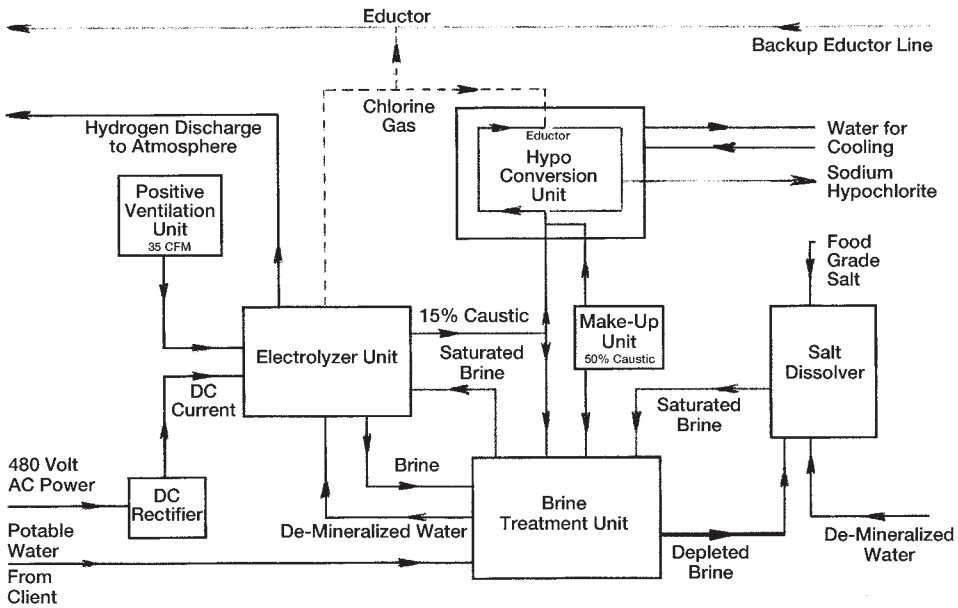 Eductor
Backup Eductor Line
Chlorine
Gas
Hydrogen Discharge
to Atmosphere
Eductor
Hypo
Conversion
Unit
Water for
Cooling
Sodium
Hypochlorite
Positive
Ventilation
Unit
35 CFM
Food
Grade
Salt
15% Caustic
Make-Up
Unit
50% Caustic
Electrolyzer Unit
Saturated
Brine
Salt
Dissolver
DC
Current
Saturated
Brine
480 Volt
AC Power
DC
Rectifier
Brine
Brine
Treatment Unit
De-Mineralized Water
Potable
Water
From
Client
Depleted
Brine
De-Mineralized
Water